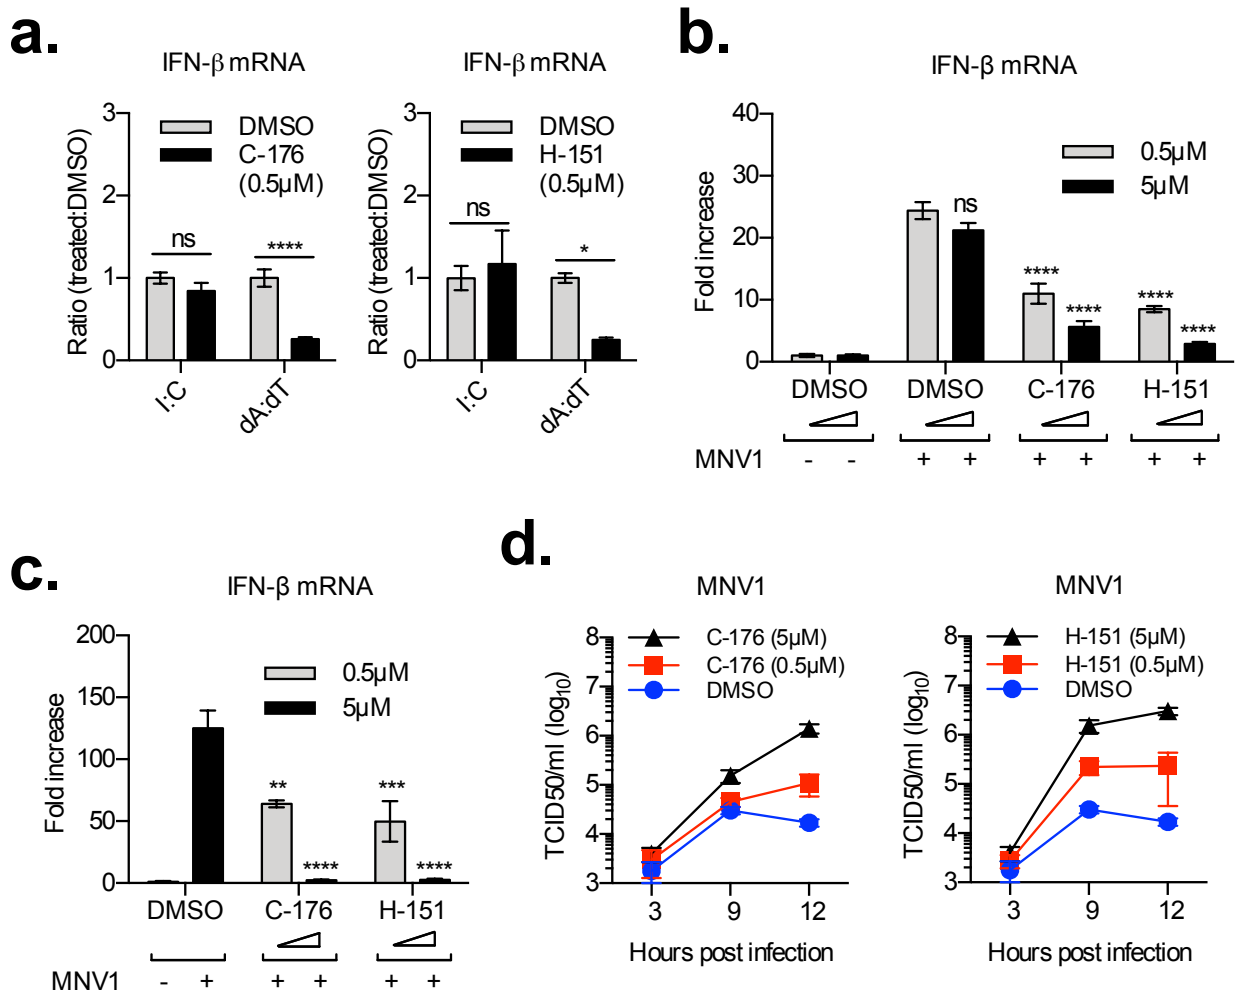 a.
IFN-β mRNA
Ratio (treated:DMSO)
3
2
1
0
DMSO
C-176
(0.5µM)
ns
****
I:C
dA:dT
IFN-β mRNA
Ratio (treated:DMSO)
3
2
1
0
DMSO
H-151
(0.5µM)
ns
*
I:C
dA:dT
b.
IFN-β mRNA
Fold increase
40
30
20
10
0
0.5µM
5µM
ns
****
****
****
****
DMSO DMSO C-176 H-151
MNV1 - - + + + + + +
c.
IFN-β mRNA
Fold increase
200
150
100
50
0
0.5µM
5µM
**
****
***
****
DMSO C-176 H-151
MNV1 - + + + + +
d.
MNV1
TCID50/ml (log10)
8
7
6
5
4
3
C-176 (5µM)
C-176 (0.5µM)
DMSO
3 9 12
Hours post infection
MNV1
TCID50/ml (log10)
8
7
6
5
4
3
H-151 (5µM)
H-151 (0.5µM)
DMSO
3 9 12
Hours post infection